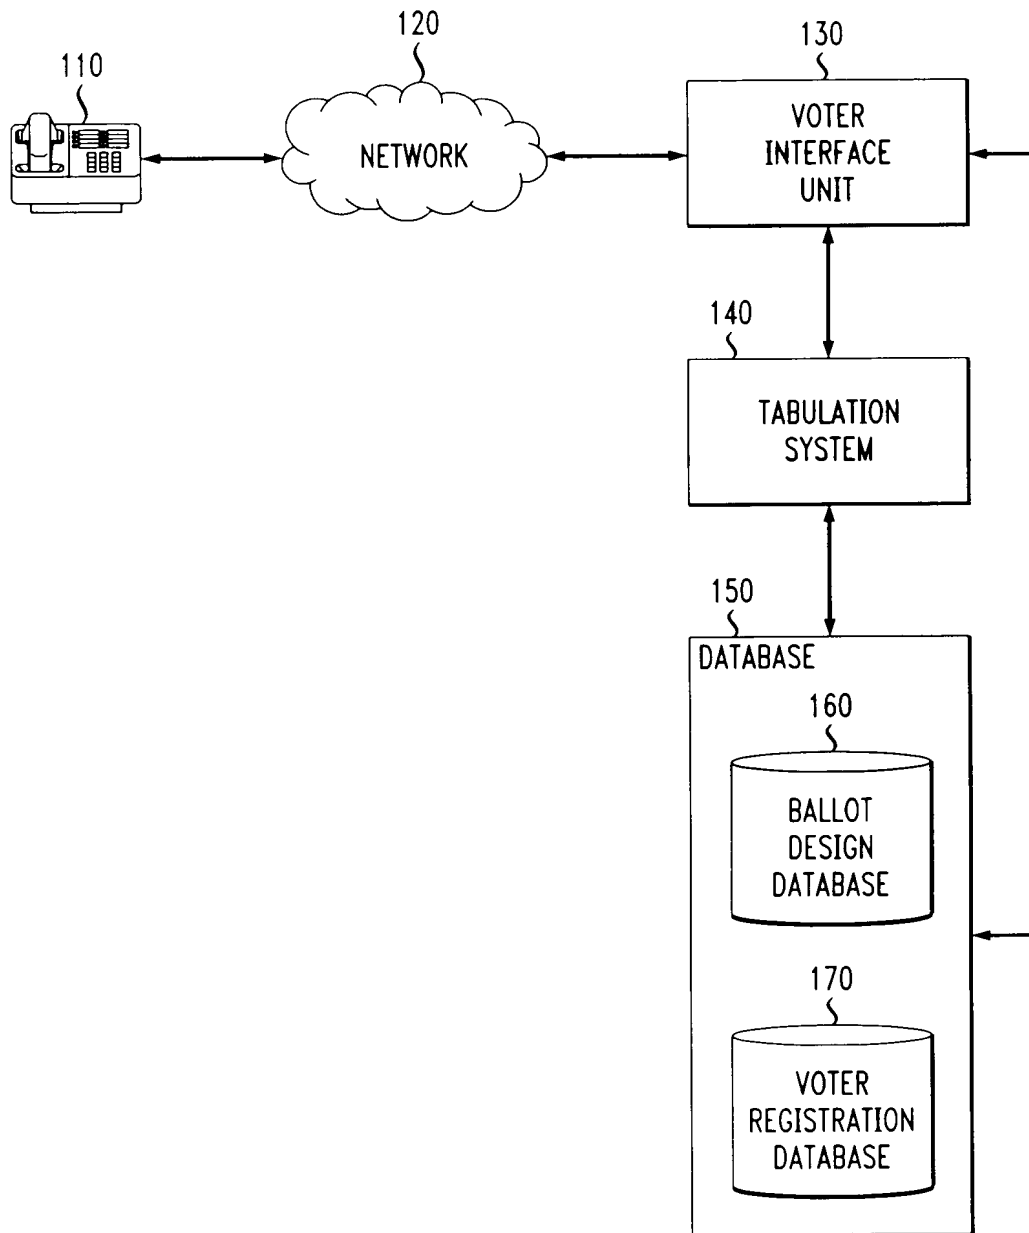 110
120
NETWORK
130
VOTER
INTERFACE
UNIT
140
TABULATION
SYSTEM
150
DATABASE
160
BALLOT
DESIGN
DATABASE
170
VOTER
REGISTRATION
DATABASE